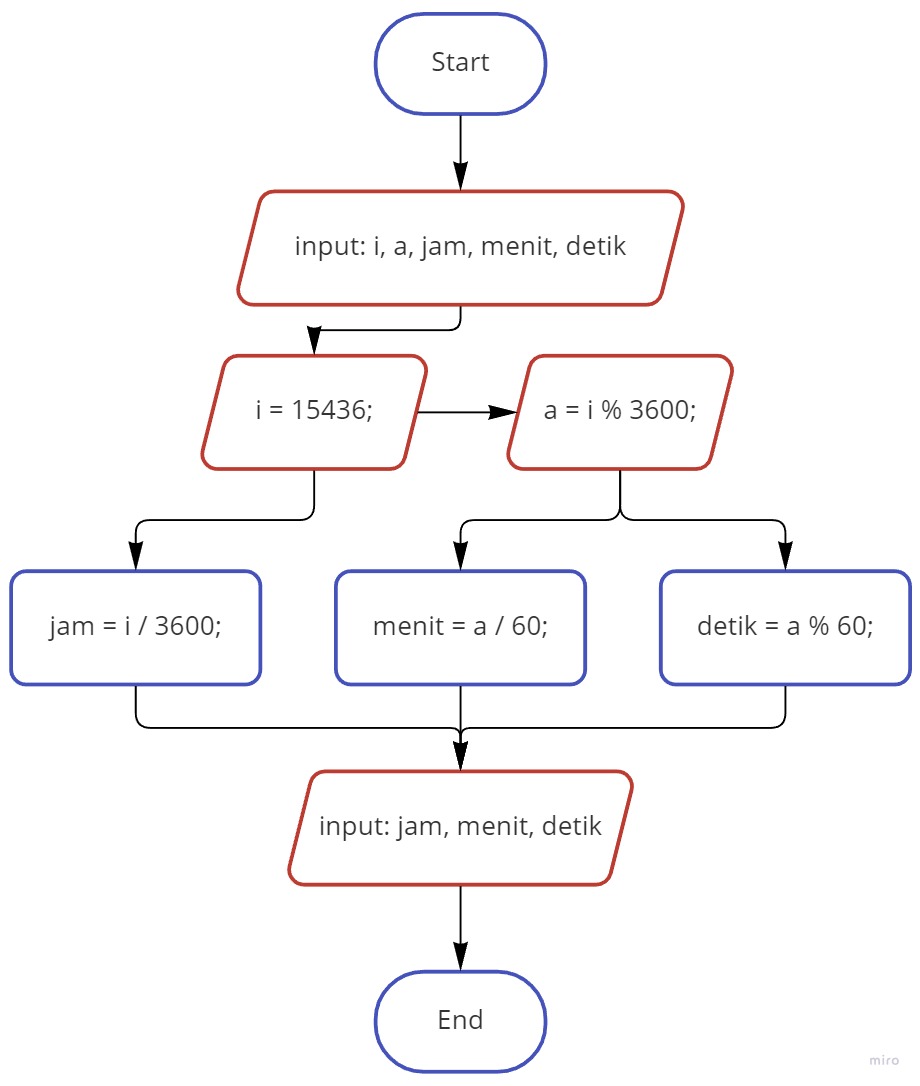 Start
input: i, a, jam, menit, detik
i = 15436;
a = i % 3600;
jam = i / 3600;
menit = a / 60;
detik = a % 60;
input: jam, menit, detik
End
miro